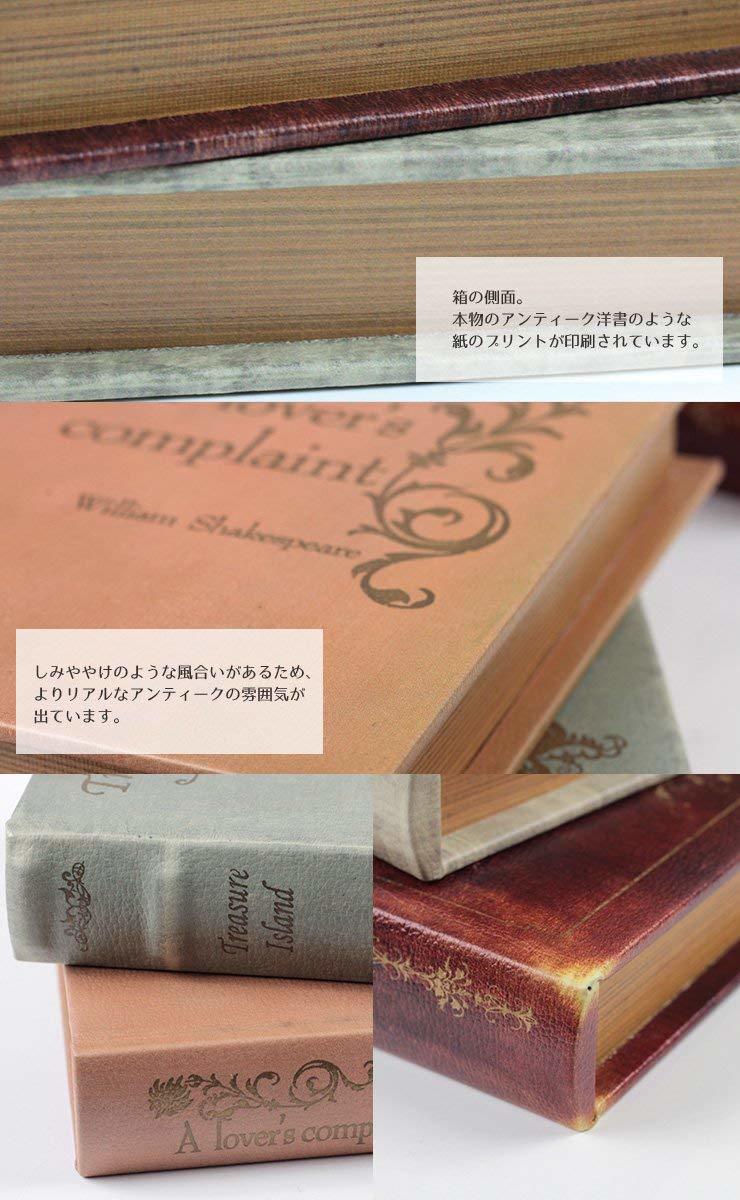 箱の側面。
本物のアンティーク洋書のような
紙のプリントが印刷されています。
lover's
complaint
William Shakespeare
しみややけのような風合いがあるため、
よりリアルなアンティークの雰囲気が
出ています。
Treasure
Island
A lover's comp